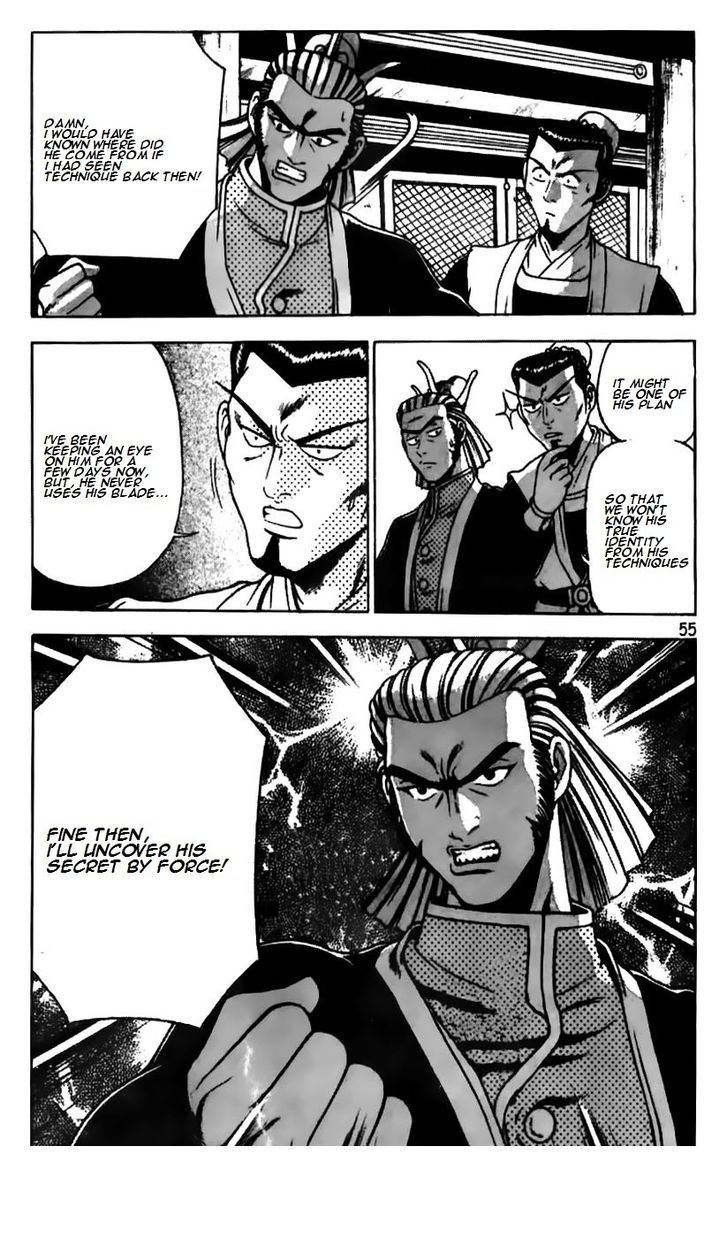 DAMN,
I WOULD HAVE
KNOWN WHERE DID
HE COME FROM IF
I HAD SEEN
TECHNIQUE BACK THEN!
I'VE BEEN
KEEPING AN EYE
ON HIM FOR A
FEW DAYS NOW,
BUT, HE NEVER
USES HIS BLADE...
IT MIGHT
BE ONE OF
HIS PLAN
SO THAT
WE WON'T
KNOW HIS
TRUE
IDENTITY
FROM HIS
TECHNIQUES
55
FINE THEN,
I'LL UNCOVER HIS
SECRET BY FORCE!